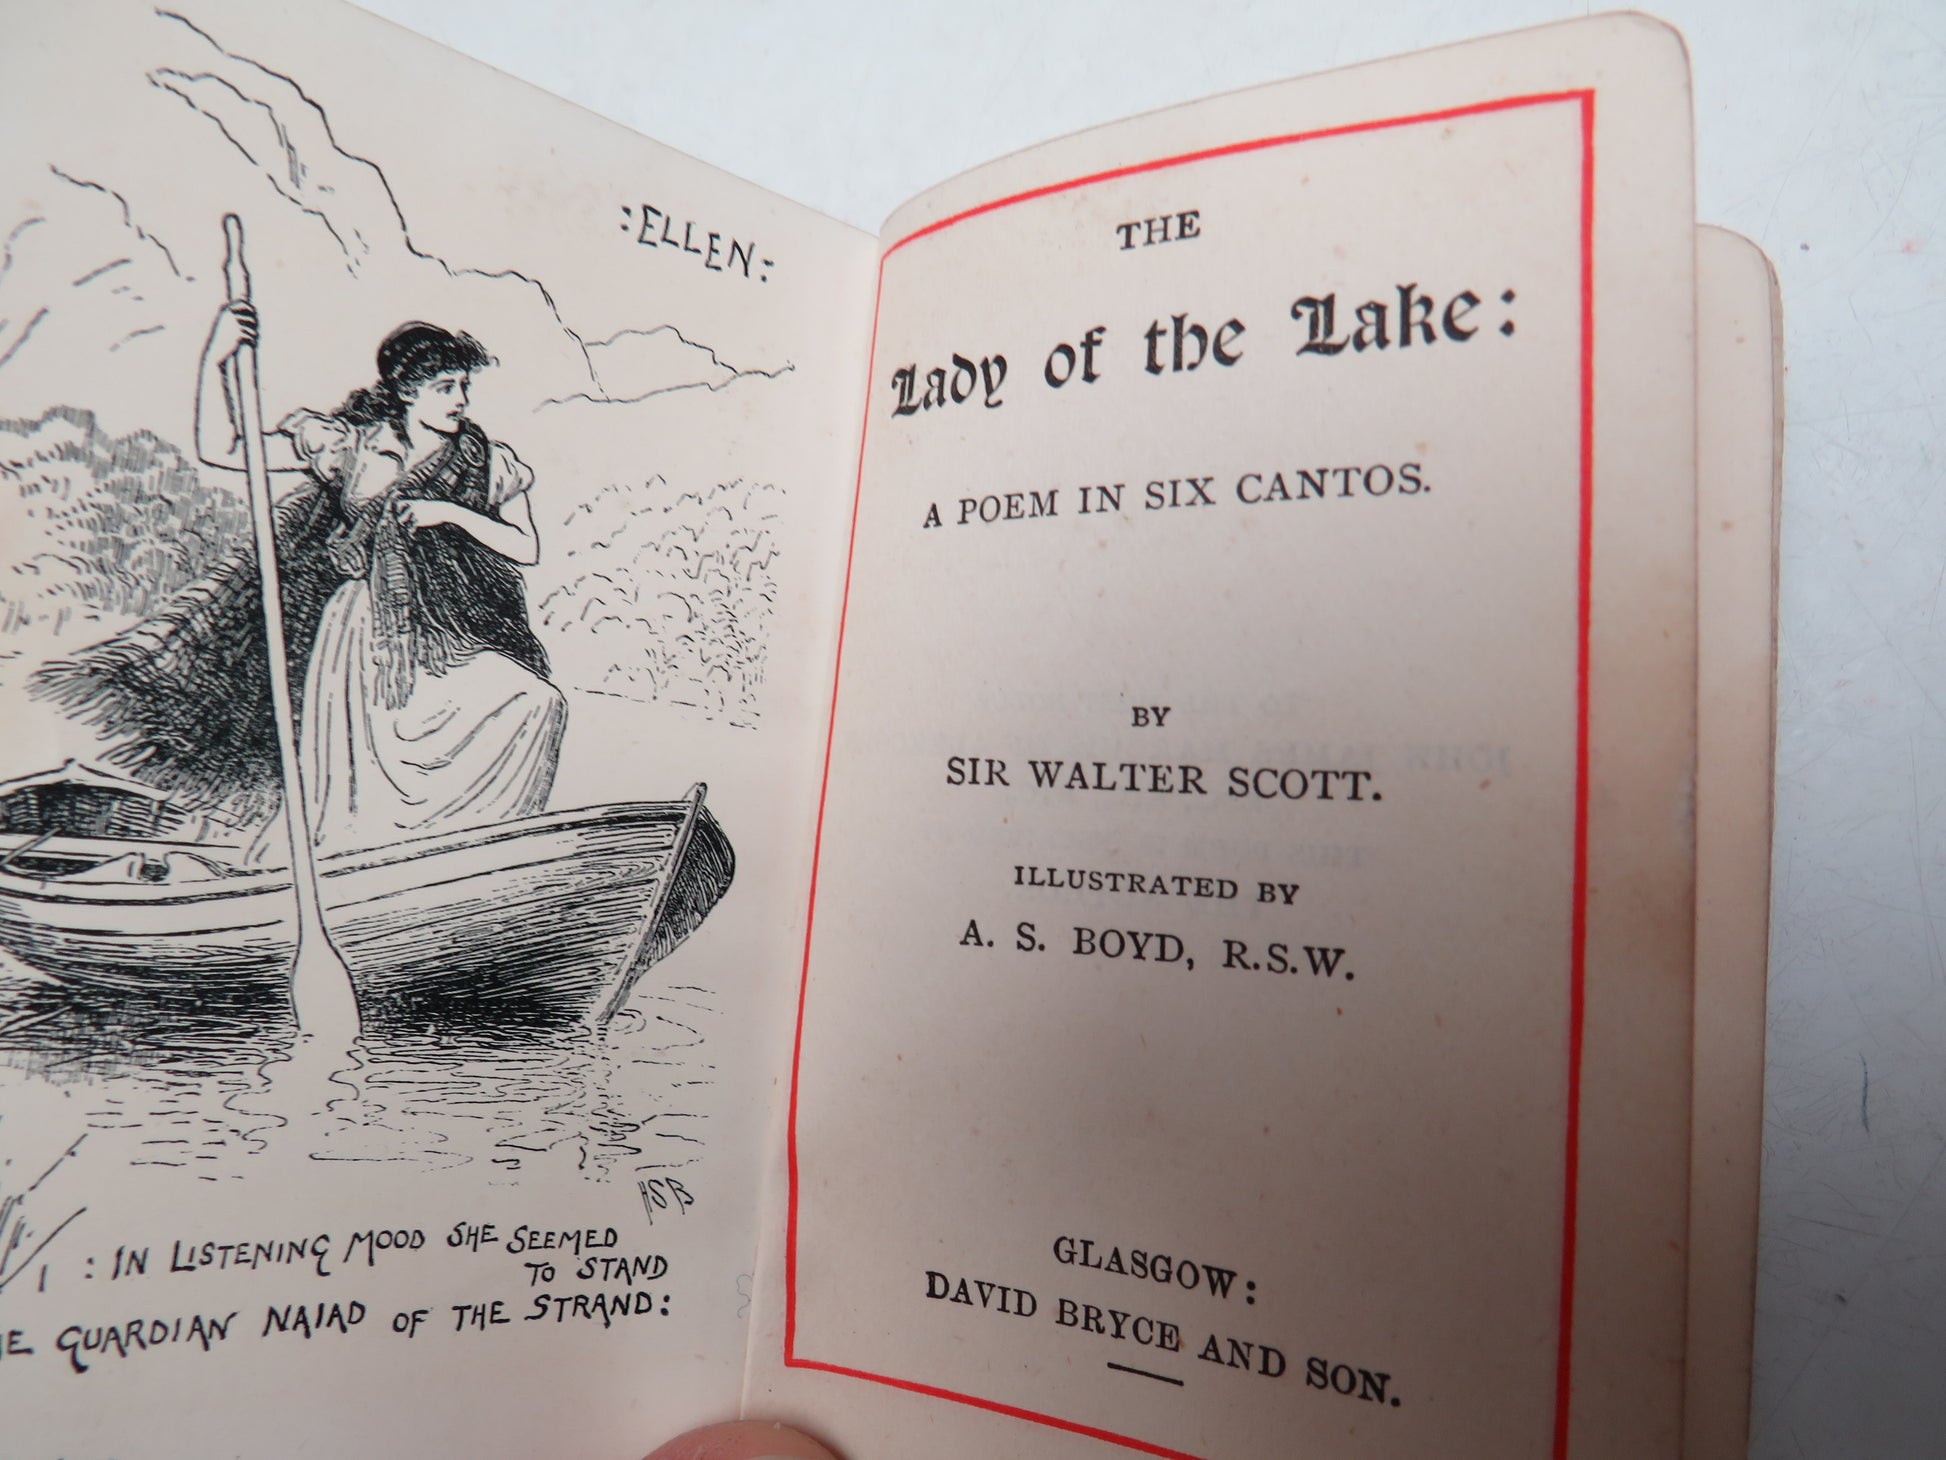 :ELLEN:
: IN LISTENING MOOD SHE SEEMED
TO STAND
GUARDIAN NAIAD OF THE STRAND:
THE
Lady of the Lake:
A POEM IN SIX CANTOS.
BY
SIR WALTER SCOTT.
ILLUSTRATED BY
A. S. BOYD, R.S.W.
GLASGOW:
DAVID BRYCE AND SON.